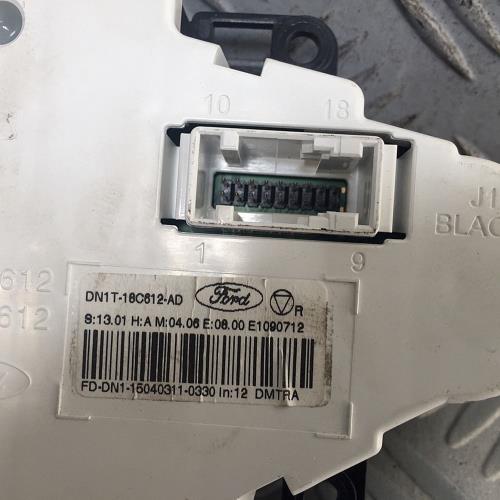 10 18
J1
BLAC
1 9
612
612
DN1T-18C612-AD Ford R
S:13.01 H:A M:04.06 E:08.00 E1090712
FD-DN1-15040311-0330 In:12 DMTRA